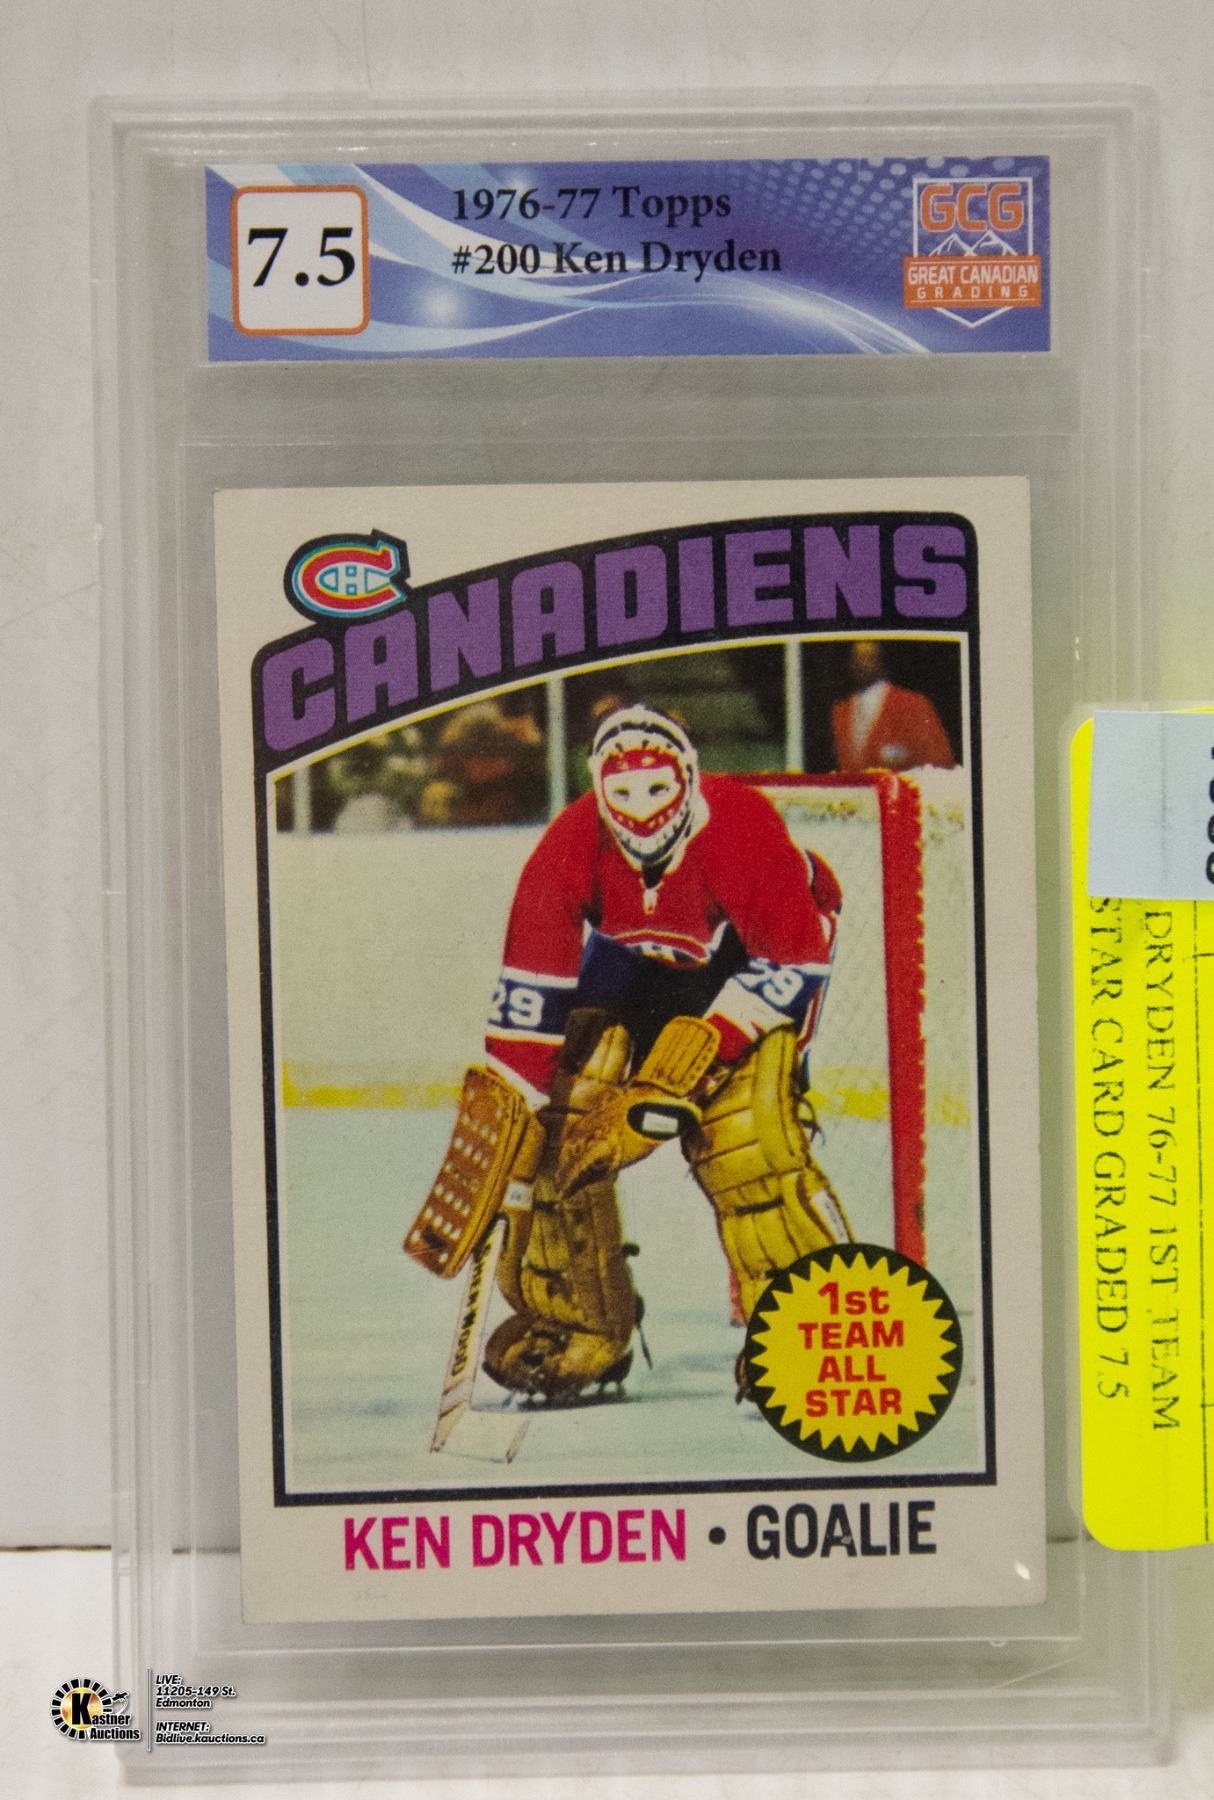 7.5
1976-77 Topps
#200 Ken Dryden
GCG
GREAT CANADIAN
GRADING
CANADIENS
29
29
1st
TEAM
ALL
STAR
KEN DRYDEN • GOALIE
DRYDEN 76-77 1ST TEAM
STAR CARD GRADED 7.5
Kastner
Auctions
LIVE:
11205-149 St.
Edmonton
INTERNET:
Bidlive.kauctions.ca